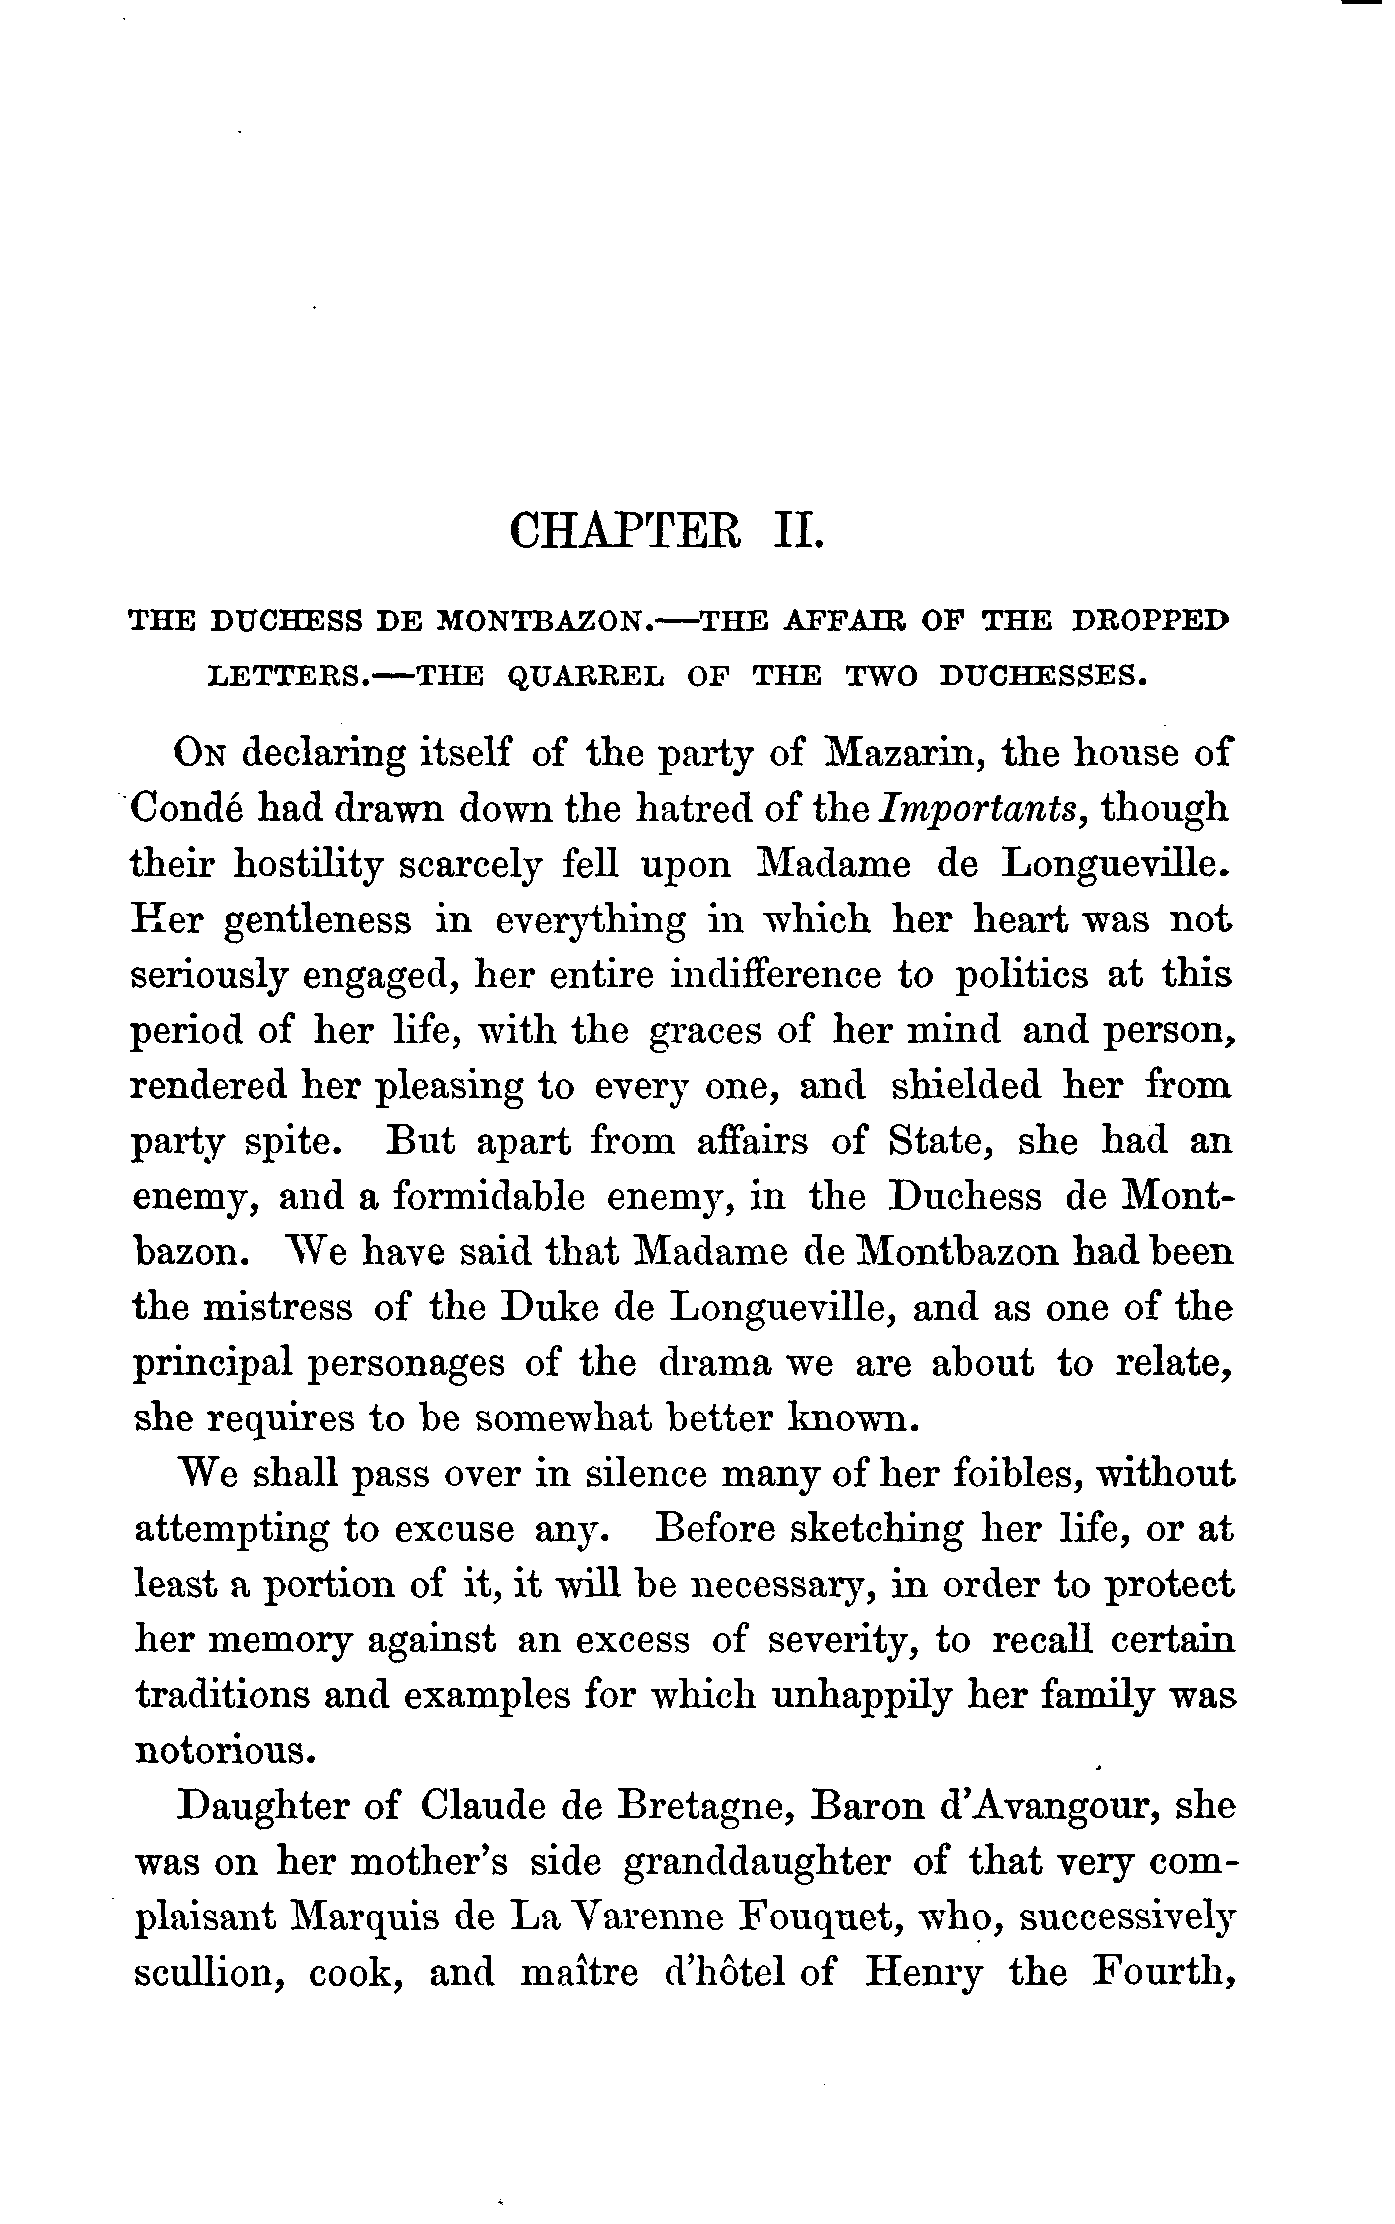 CHAPTER II.
THE DUCHESS DE MONTBAZON.—THE AFFAIR OF THE DROPPED
LETTERS.—THE QUARREL OF THE TWO DUCHESSES.
ON declaring itself of the party of Mazarin, the house of
Condé had drawn down the hatred of the Importants, though
their hostility scarcely fell upon Madame de Longueville.
Her gentleness in everything in which her heart was not
seriously engaged, her entire indifference to politics at this
period of her life, with the graces of her mind and person,
rendered her pleasing to every one, and shielded her from
party spite. But apart from affairs of State, she had an
enemy, and a formidable enemy, in the Duchess de Mont-
bazon. We have said that Madame de Montbazon had been
the mistress of the Duke de Longueville, and as one of the
principal personages of the drama we are about to relate,
she requires to be somewhat better known.
We shall pass over in silence many of her foibles, without
attempting to excuse any. Before sketching her life, or at
least a portion of it, it will be necessary, in order to protect
her memory against an excess of severity, to recall certain
traditions and examples for which unhappily her family was
notorious.
Daughter of Claude de Bretagne, Baron d'Avangour, she
was on her mother's side granddaughter of that very com-
plaisant Marquis de La Varenne Fouquet, who, successively
scullion, cook, and maître d'hôtel of Henry the Fourth,